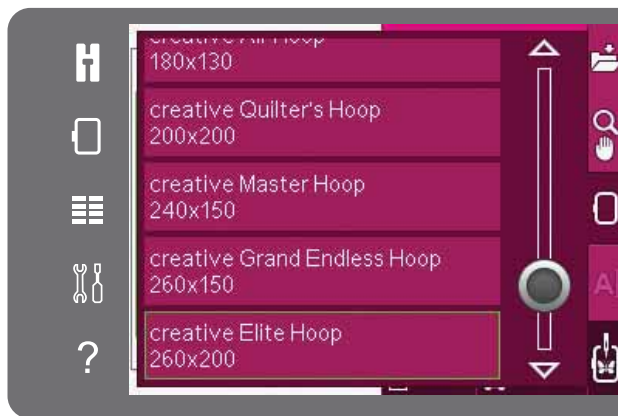 180x130
creative Quilter's Hoop
200x200
creative Master Hoop
240x150
creative Grand Endless Hoop
260x150
creative Elite Hoop
260x200
?
A